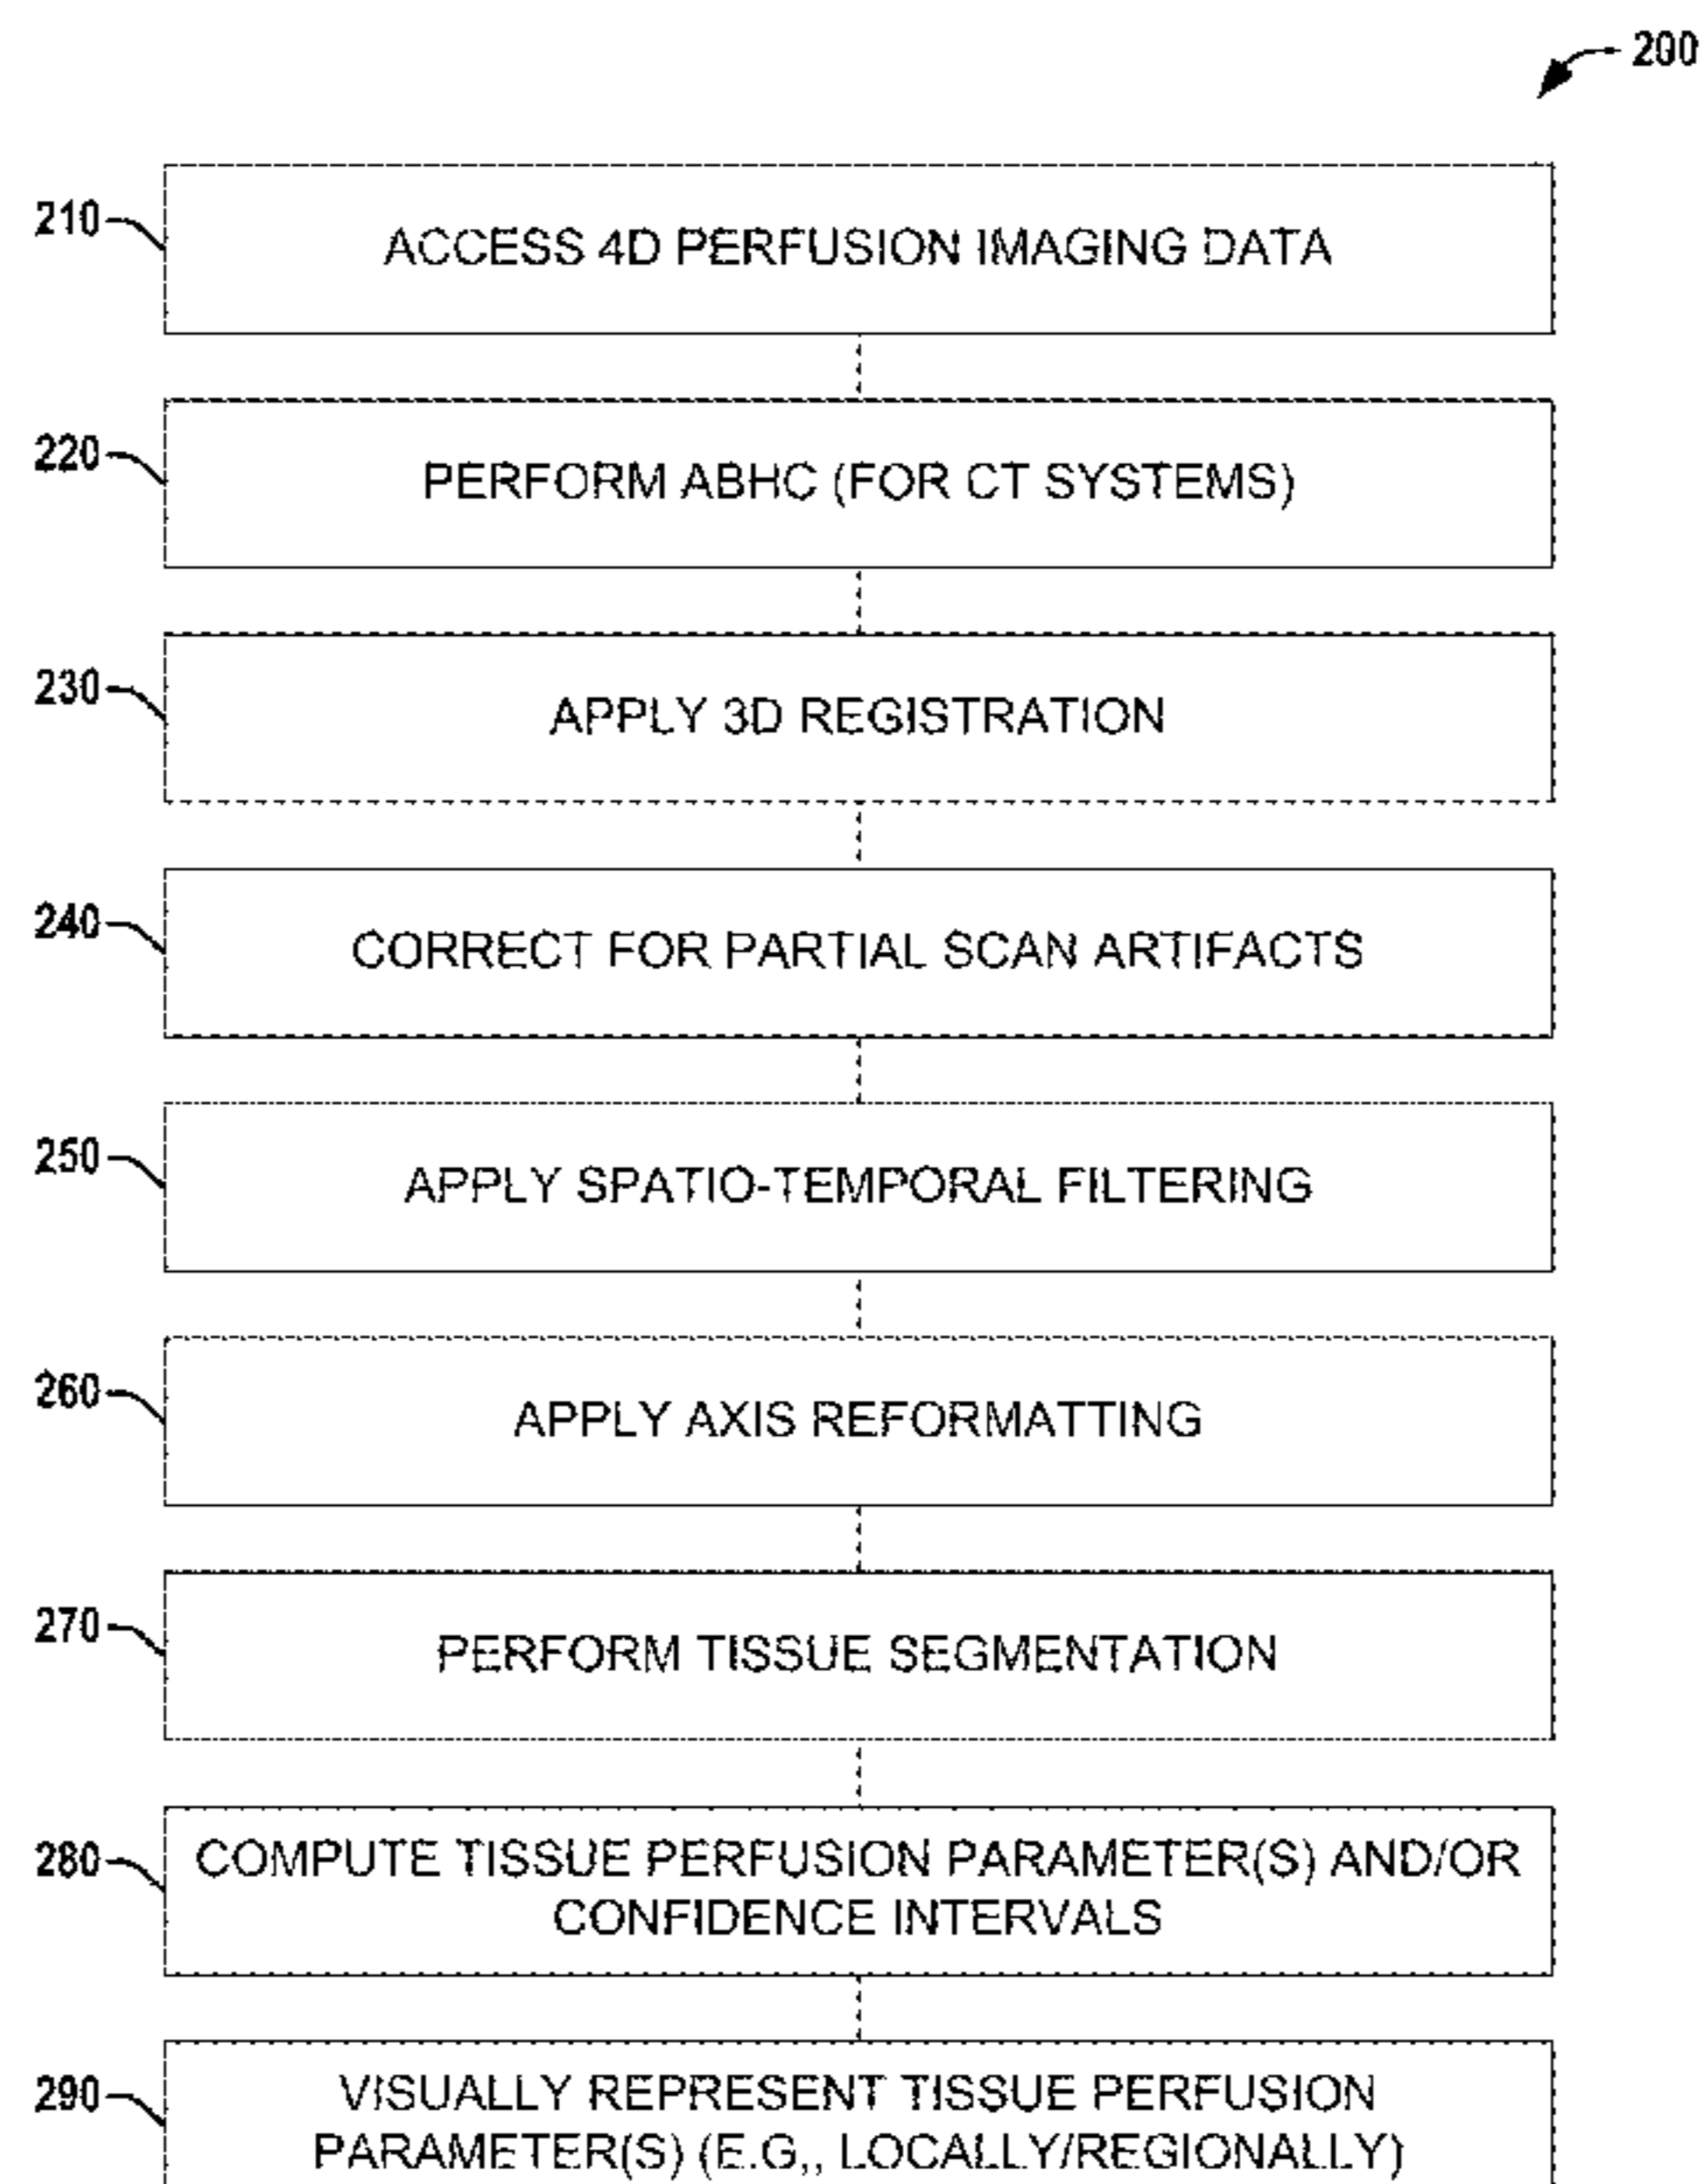 200
210
ACCESS 4D PERFUSION IMAGING DATA
220
PERFORM ABHC (FOR CT SYSTEMS)
230
APPLY 3D REGISTRATION
240
CORRECT FOR PARTIAL SCAN ARTIFACTS
250
APPLY SPATIO-TEMPORAL FILTERING
260
APPLY AXIS REFORMATTING
270
PERFORM TISSUE SEGMENTATION
280
COMPUTE TISSUE PERFUSION PARAMETER(S) AND/OR
CONFIDENCE INTERVALS
290
VISUALLY REPRESENT TISSUE PERFUSION
PARAMETER(S) (E.G,, LOCALLY/REGIONALLY)